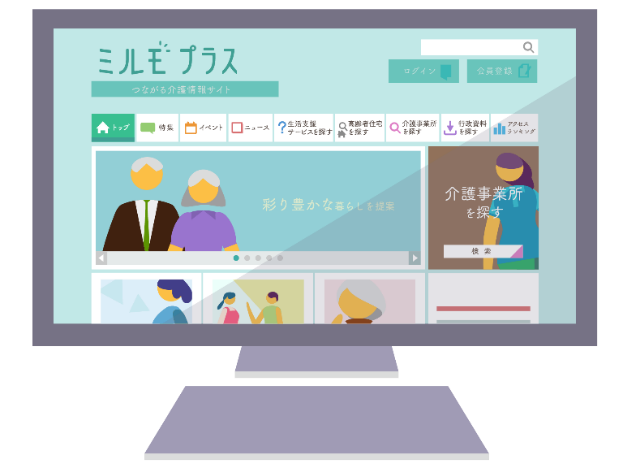 ミルモプラス
つながる介護情報サイト
ログイン
会員登録
トップ
特集
イベント
ニュース
生活支援
サービスを探す
高齢者住宅
を探す
介護事業所
を探す
行政資料
を探す
アクセス
ランキング
彩り豊かな暮らしを提案
介護事業所
を探す
検索